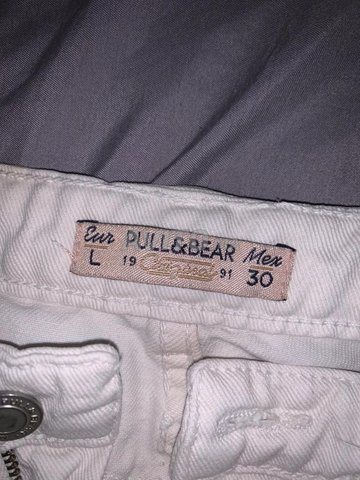 Eur PULL&BEAR Mex
L 19 Original 91 30